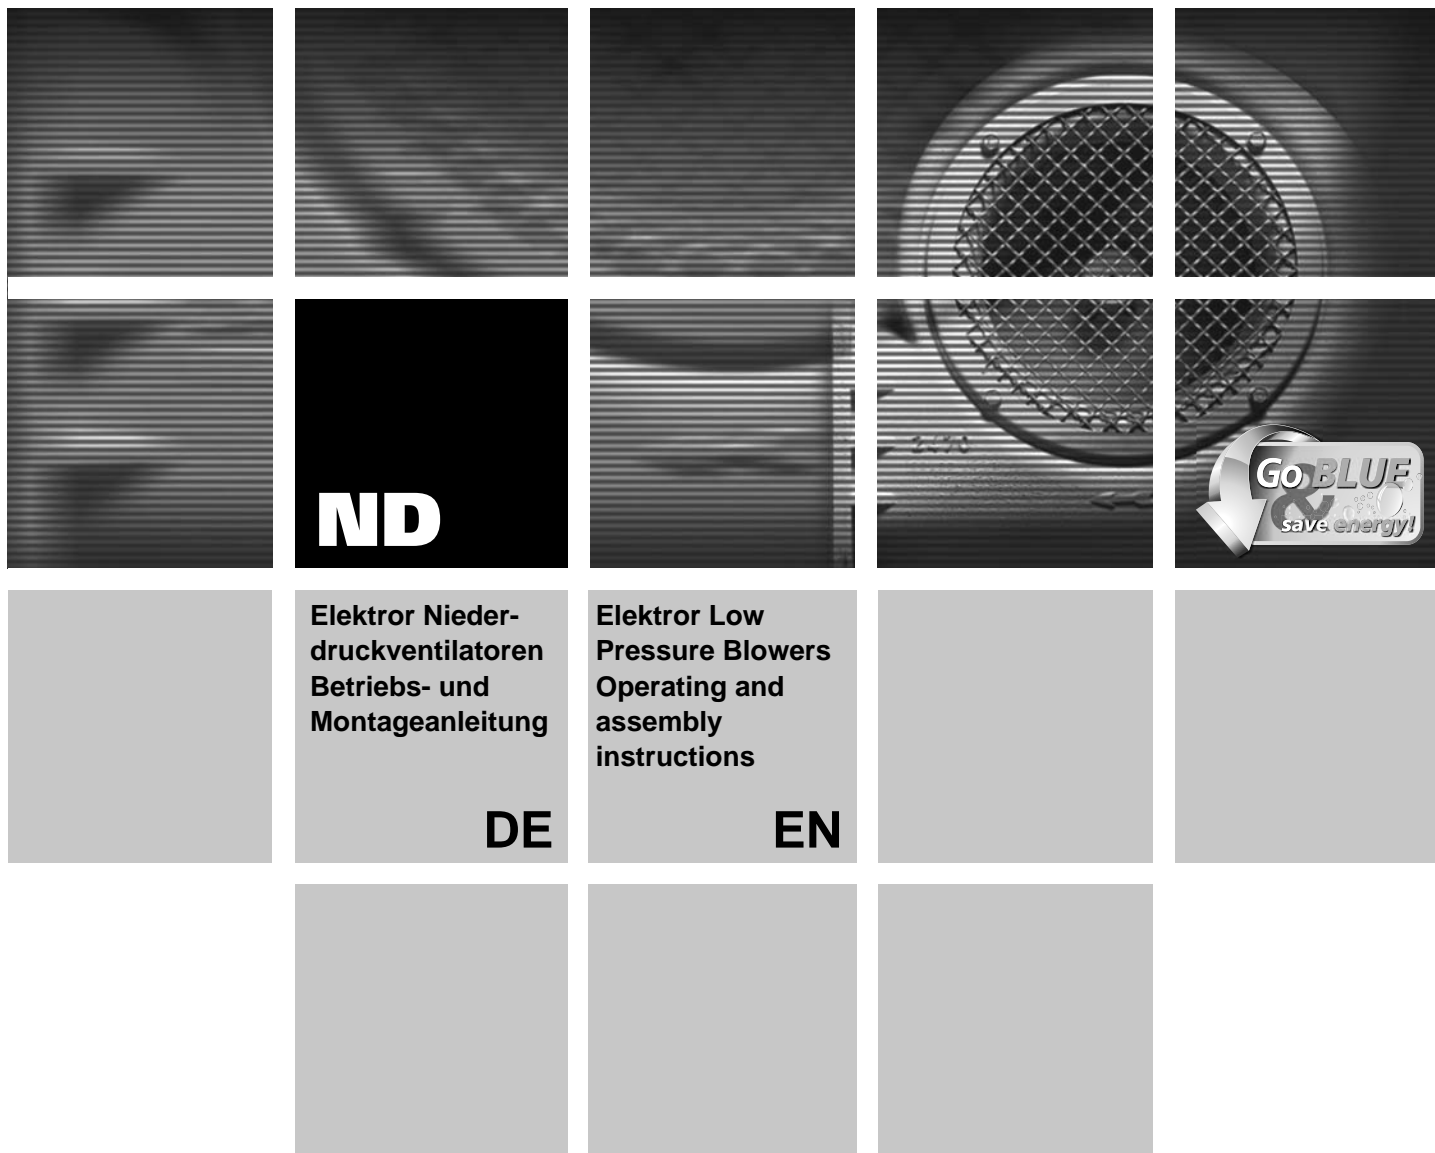 2450
Go BLUE
&
save energy!
ND
Elektror Nieder-
druckventilatoren
Betriebs- und
Montageanleitung
DE
Elektror Low
Pressure Blowers
Operating and
assembly
instructions
EN